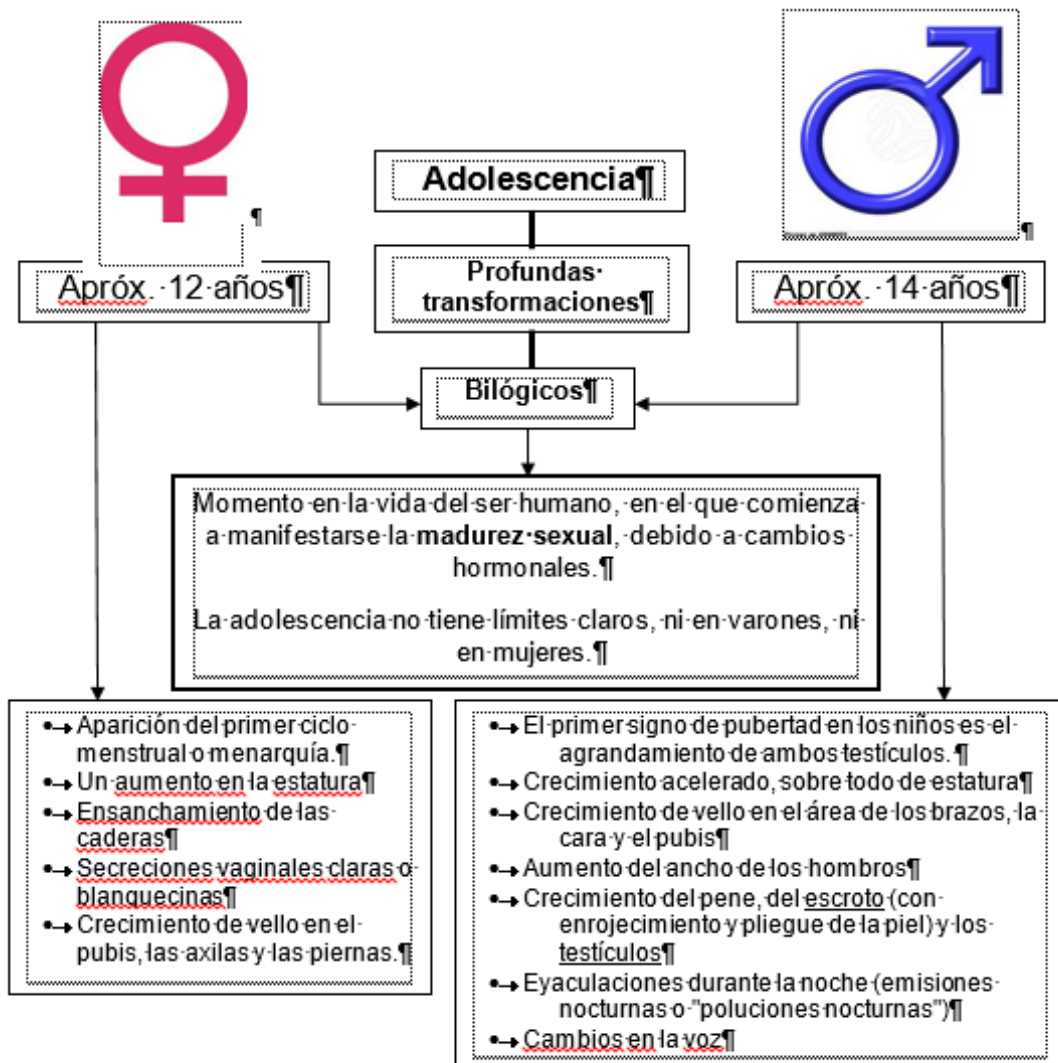 Adolescencia¶
¶
¶
Apróx. · 12 · años¶
Profundas·
transformaciones¶
Apróx. · 14 · años¶
Bilógicos¶
Momento·en·la·vida·del·ser·humano,·en·el·que·comienza·
a·manifestarse·la·madurez·sexual,·debido·a·cambios·
hormonales.¶
La·adolescencia·no·tiene·límites·claros,·ni·en·varones,·ni·
en·mujeres.¶
•→ Aparición·del·primer·ciclo·
menstrual·o·menarquía.¶
•→ Un·aumento·en·la·estatura¶
•→ Ensanchamiento·de·las·
caderas¶
•→ Secreciones·vaginales·claras·o·
blanquecinas¶
•→ Crecimiento·de·vello·en·el·
pubis,·las·axilas·y·las·piernas.¶
•→ El·primer·signo·de·pubertad·en·los·niños·es·el·
agrandamiento·de·ambos·testículos.·¶
•→ Crecimiento·acelerado,·sobre·todo·de·estatura¶
•→ Crecimiento·de·vello·en·el·área·de·los·brazos,·la·
cara·y·el·pubis¶
•→ Aumento·del·ancho·de·los·hombros¶
•→ Crecimiento·del·pene,·del·escroto·(con·
enrojecimiento·y·pliegue·de·la·piel)·y·los·
testículos¶
•→ Eyaculaciones·durante·la·noche·(emisiones·
nocturnas·o·"poluciones·nocturnas")¶
•→ Cambios·en·la·voz¶